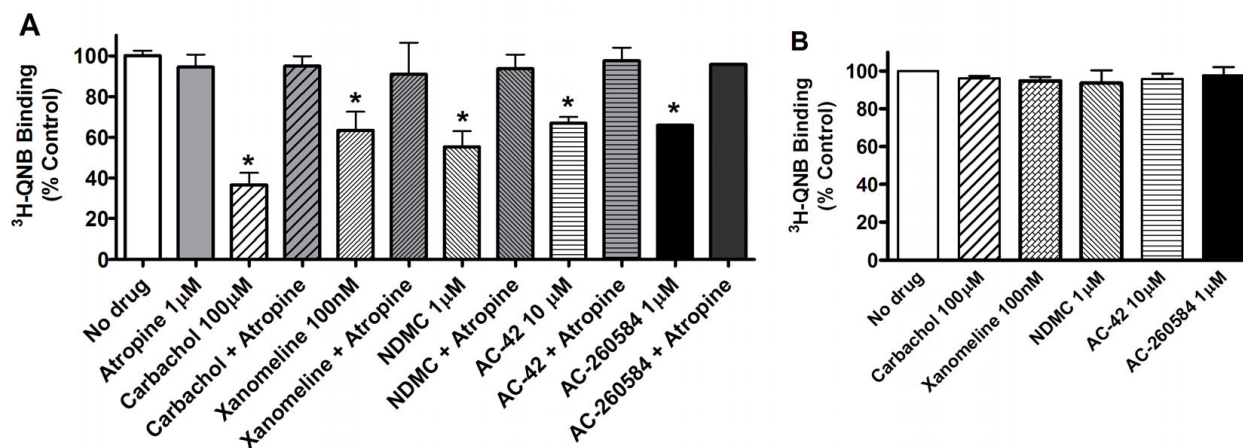 A
³H-QNB Binding
(% Control)
100
80
60
40
20
0
*
*
*
*
*
No drug
Atropine 1μM
Carbachol 100μM
Carbachol + Atropine
Xanomeline 100nM
Xanomeline + Atropine
NDMC 1μM
NDMC + Atropine
AC-42 10 μM
AC-42 + Atropine
AC-260584 1μM
AC-260584 + Atropine
B
³H-QNB Binding
(% Control)
100
80
60
40
20
0
No drug
Carbachol 100μM
Xanomeline 100nM
NDMC 1μM
AC-42 10μM
AC-260584 1μM